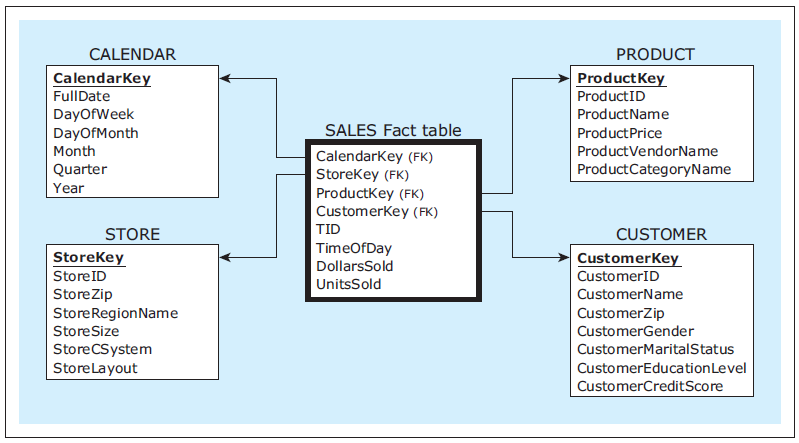 CALENDAR
CalendarKey
FullDate
DayOfWeek
DayOfMonth
Month
Quarter
Year
STORE
StoreKey
StoreID
StoreZip
StoreRegionName
StoreSize
StoreCSystem
StoreLayout
SALES Fact table
CalendarKey (FK)
StoreKey (FK)
ProductKey (FK)
CustomerKey (FK)
TID
TimeOfDay
DollarsSold
UnitsSold
PRODUCT
ProductKey
ProductID
ProductName
ProductPrice
ProductVendorName
ProductCategoryName
CUSTOMER
CustomerKey
CustomerID
CustomerName
CustomerZip
CustomerGender
CustomerMaritalStatus
CustomerEducationLevel
CustomerCreditScore